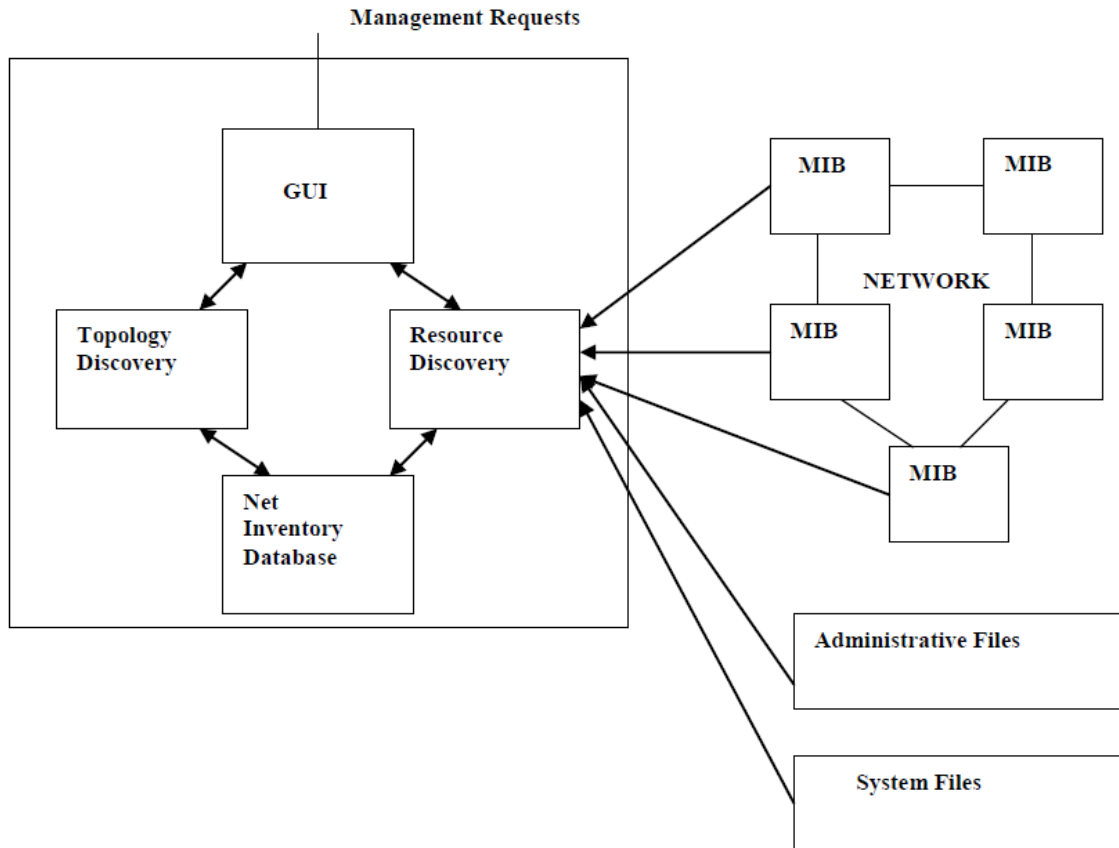 Management Requests
GUI
Topology
Discovery
Resource
Discovery
Net
Inventory
Database
MIB
MIB
NETWORK
MIB
MIB
MIB
Administrative Files
System Files